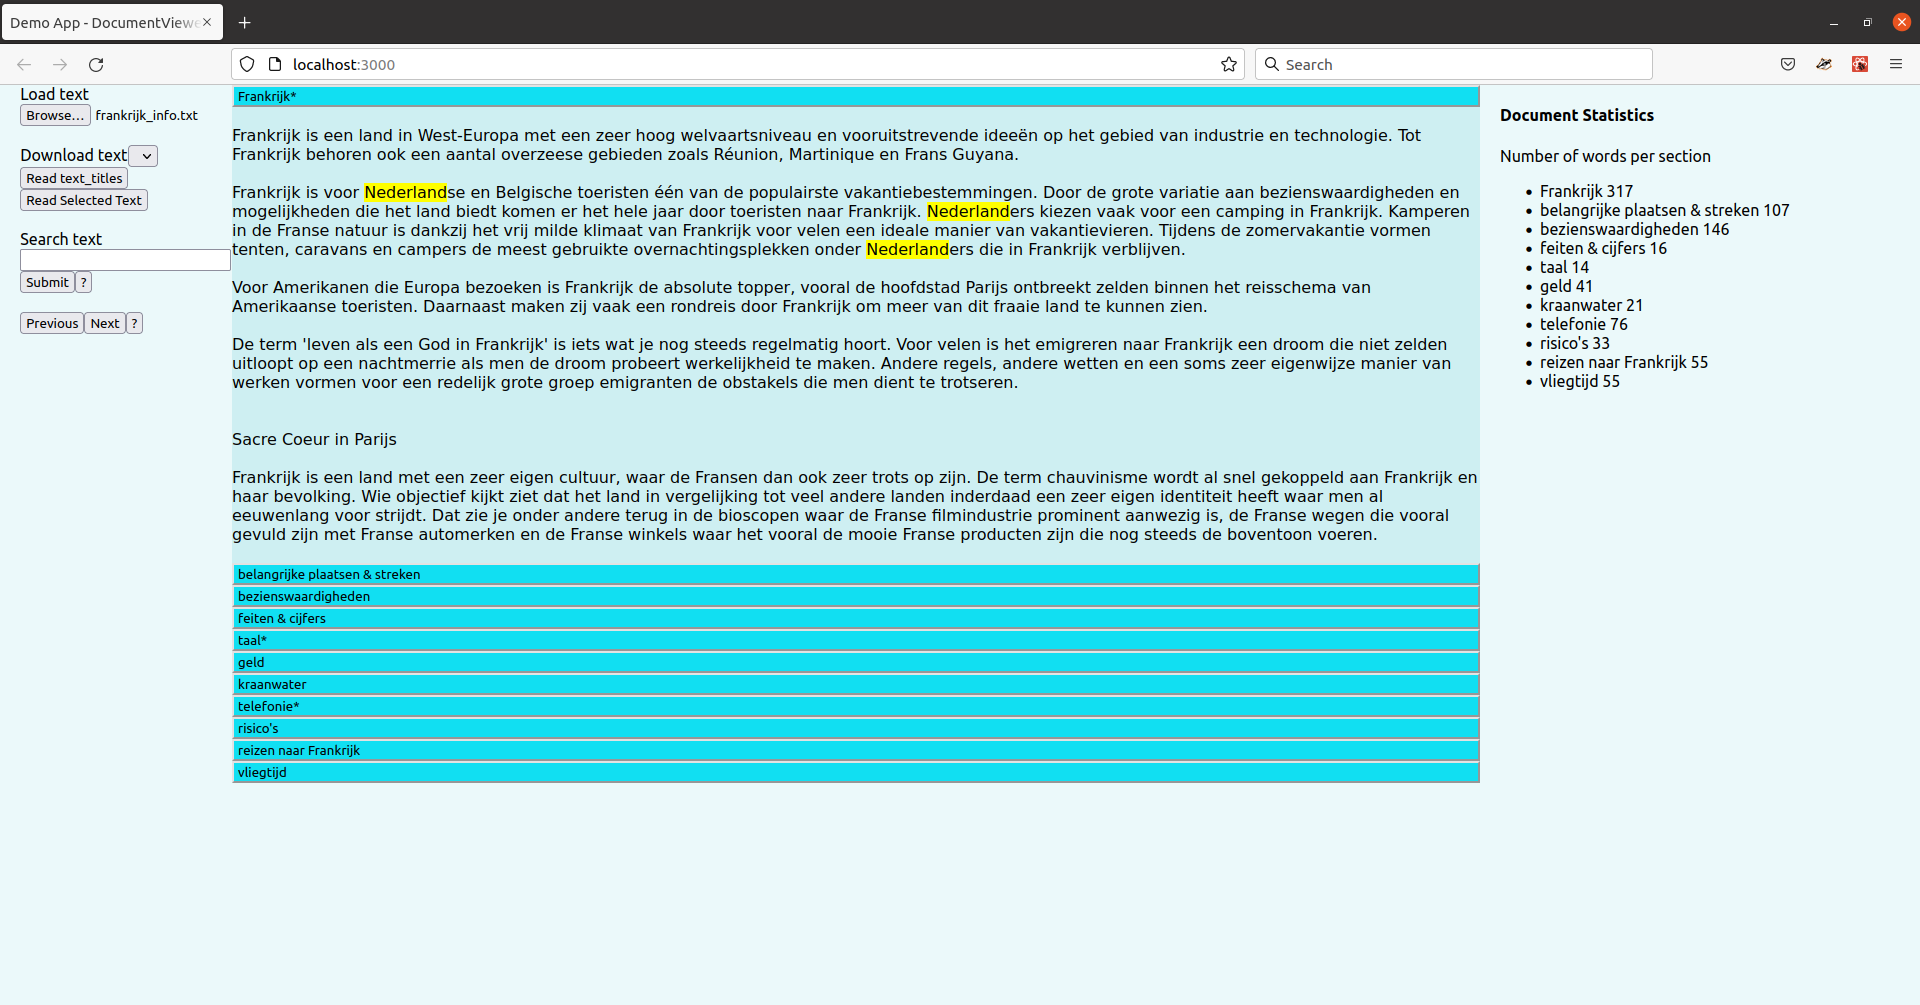 Demo App - DocumentViewe
localhost:3000
Search
Load text
Browse... frankrijk_info.txt
Download text
Read text_titles
Read Selected Text
Search text
Submit ?
Previous Next ?
Frankrijk*
Frankrijk is een land in West-Europa met een zeer hoog welvaartsniveau en vooruitstrevende ideeën op het gebied van industrie en technologie. Tot
Frankrijk behoren ook een aantal overzeese gebieden zoals Réunion, Martinique en Frans Guyana.
Frankrijk is voor Nederlandse en Belgische toeristen één van de populairste vakantiebestemmingen. Door de grote variatie aan bezienswaardigheden en
mogelijkheden die het land biedt komen er het hele jaar door toeristen naar Frankrijk. Nederlanders kiezen vaak voor een camping in Frankrijk. Kamperen
in de Franse natuur is dankzij het vrij milde klimaat van Frankrijk voor velen een ideale manier van vakantievieren. Tijdens de zomervakantie vormen
tenten, caravans en campers de meest gebruikte overnachtingsplekken onder Nederlanders die in Frankrijk verblijven.
Voor Amerikanen die Europa bezoeken is Frankrijk de absolute topper, vooral de hoofdstad Parijs ontbreekt zelden binnen het reisschema van
Amerikaanse toeristen. Daarnaast maken zij vaak een rondreis door Frankrijk om meer van dit fraaie land te kunnen zien.
De term 'leven als een God in Frankrijk' is iets wat je nog steeds regelmatig hoort. Voor velen is het emigreren naar Frankrijk een droom die niet zelden
uitloopt op een nachtmerrie als men de droom probeert werkelijkheid te maken. Andere regels, andere wetten en een soms zeer eigenwijze manier van
werken vormen voor een redelijk grote groep emigranten de obstakels die men dient te trotseren.
Sacre Coeur in Parijs
Frankrijk is een land met een zeer eigen cultuur, waar de Fransen dan ook zeer trots op zijn. De term chauvinisme wordt al snel gekoppeld aan Frankrijk en
haar bevolking. Wie objectief kijkt ziet dat het land in vergelijking tot veel andere landen inderdaad een zeer eigen identiteit heeft waar men al
eeuwenlang voor strijdt. Dat zie je onder andere terug in de bioscopen waar de Franse filmindustrie prominent aanwezig is, de Franse wegen die vooral
gevuld zijn met Franse automerken en de Franse winkels waar het vooral de mooie Franse producten zijn die nog steeds de boventoon voeren.
belangrijke plaatsen & streken
bezienswaardigheden
feiten & cijfers
taal*
geld
kraanwater
telefonie*
risico's
reizen naar Frankrijk
vliegtijd
Document Statistics
Number of words per section
Frankrijk 317
belangrijke plaatsen & streken 107
bezienswaardigheden 146
feiten & cijfers 16
taal 14
geld 41
kraanwater 21
telefonie 76
risico's 33
reizen naar Frankrijk 55
vliegtijd 55